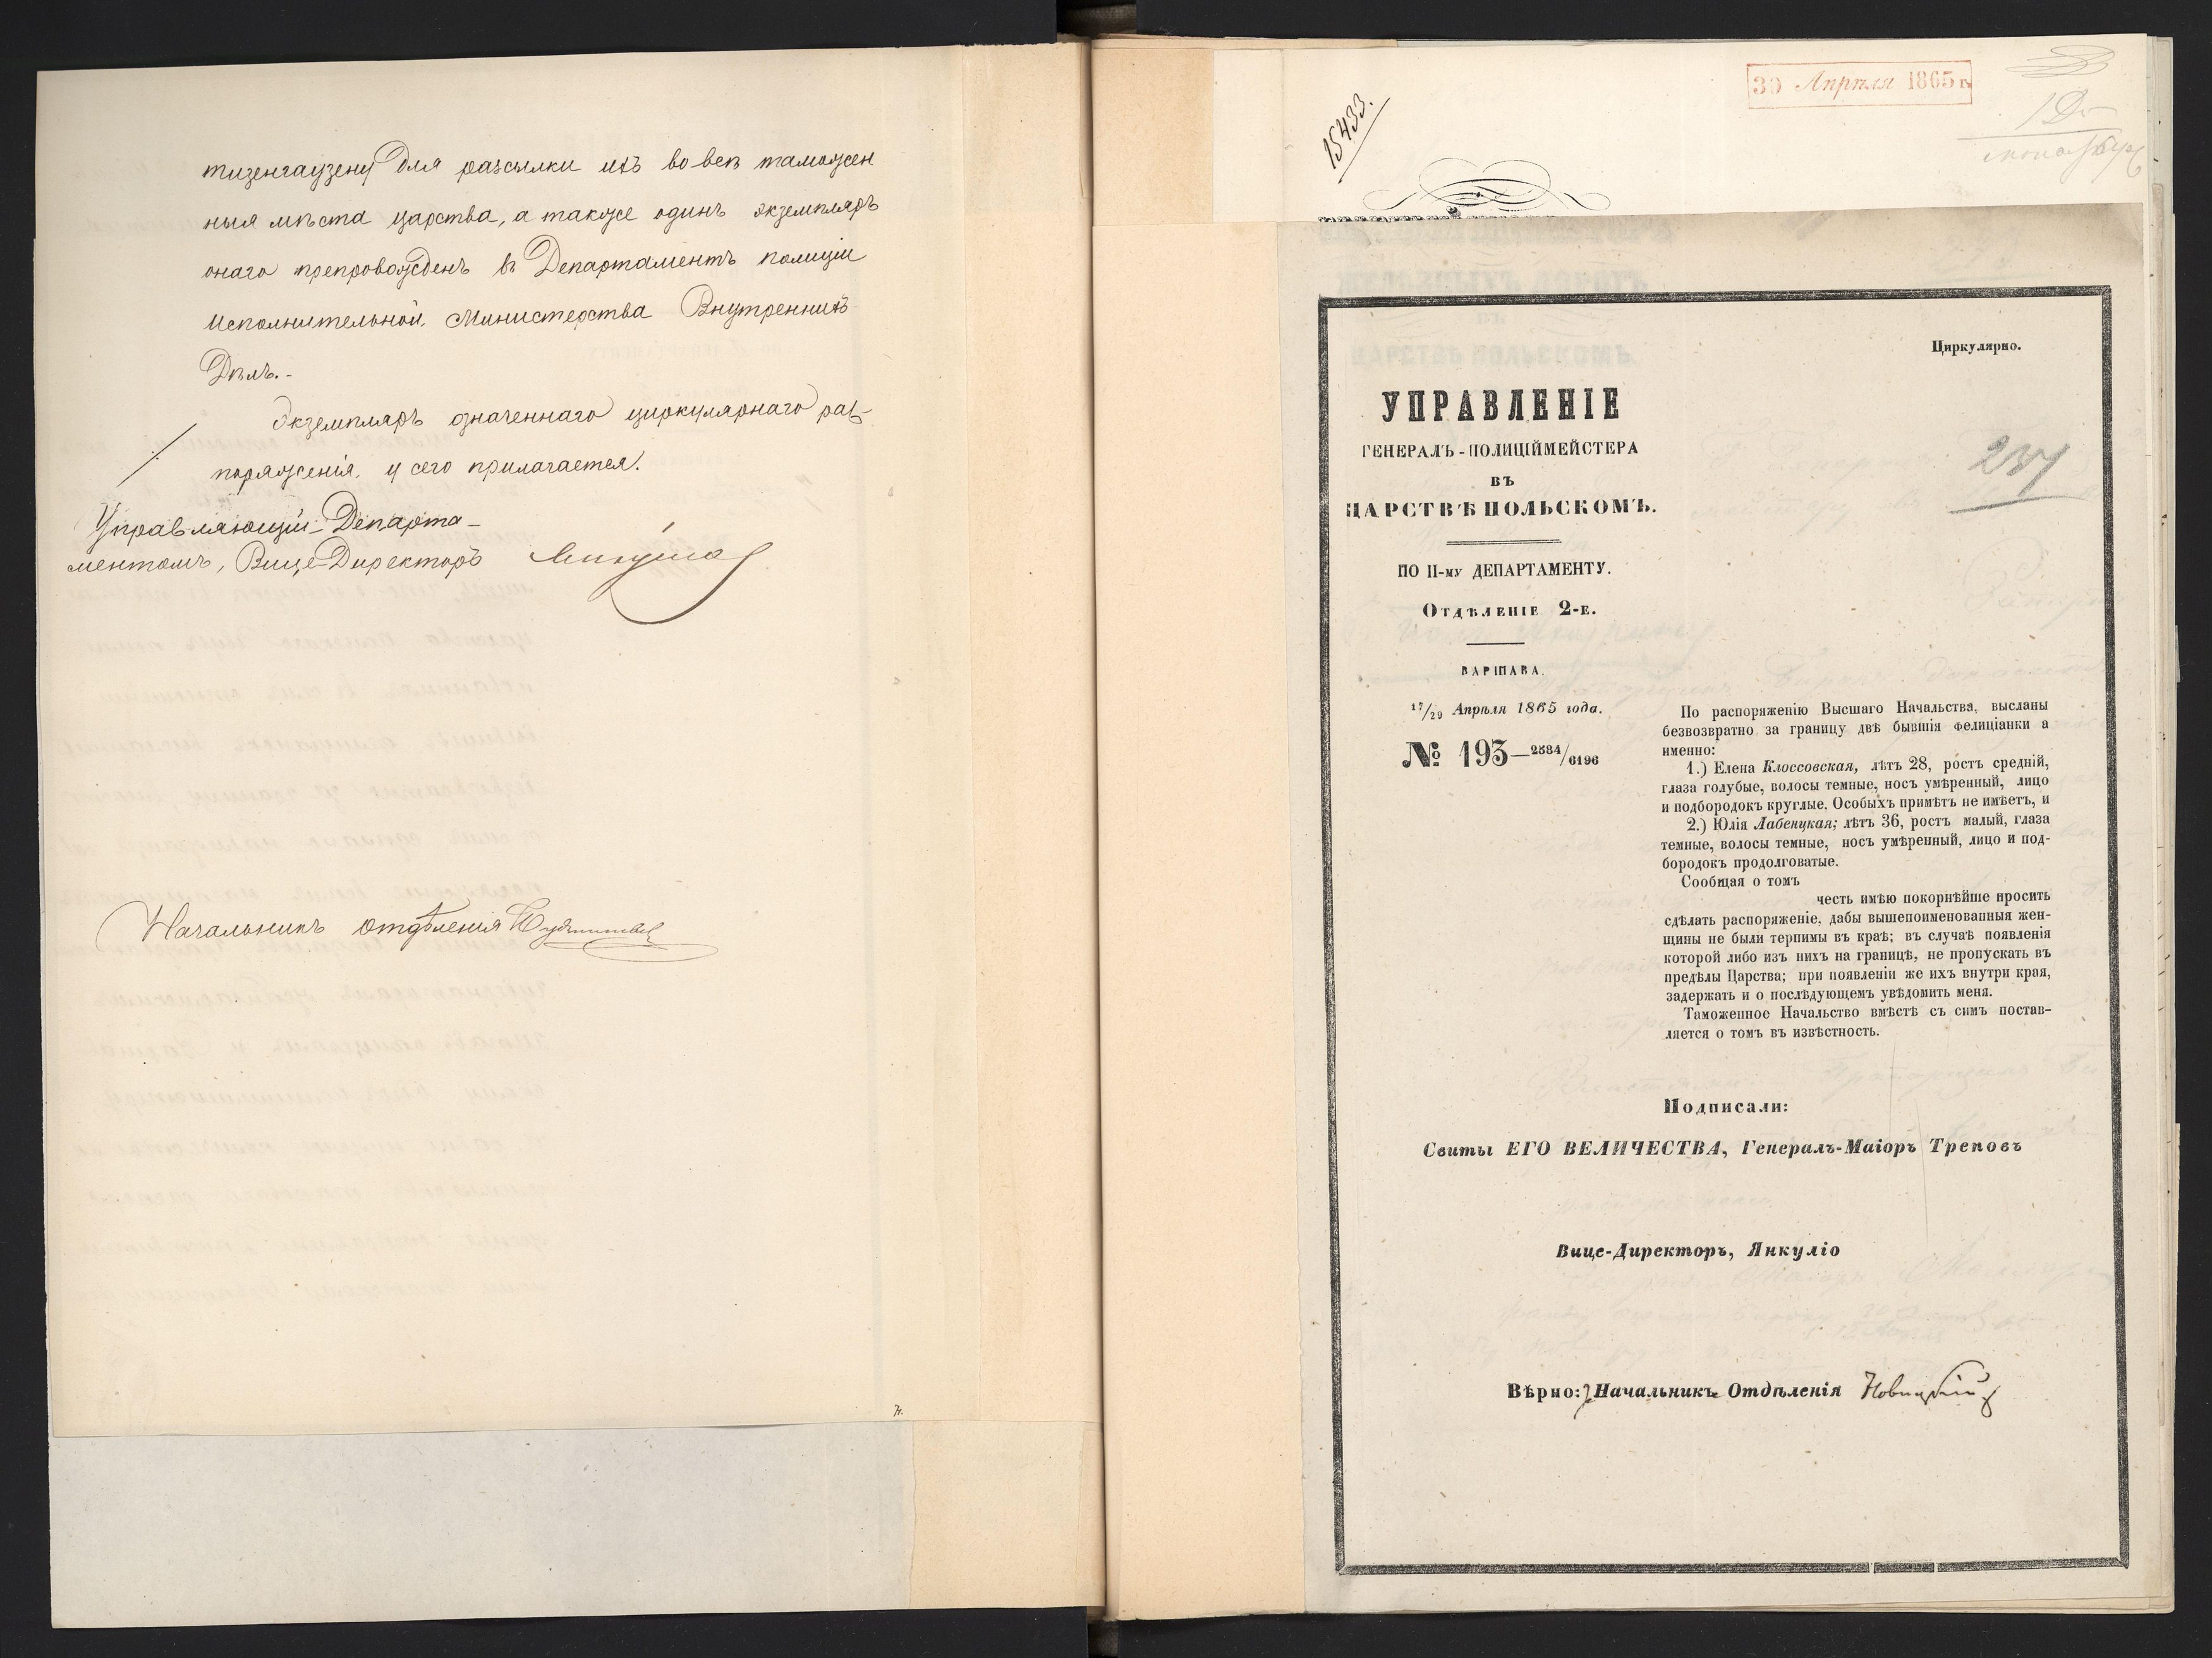 тизенгаузену для разсылки ихъ во всѣ таможен
ныя мѣста царства, а также одинъ экземпляръ
онаго препровожденъ въ Департаментъ полиціи
Исполнительной, Министерства Внутреннихъ
Дѣлъ.-
Экземпляръ означеннаго циркулярнаго рас-
поряженія, у сего прилагается.
Управляющій Департа-
ментомъ, Вице-Директоръ
Начальникъ отдѣленія
30 Апрѣля 1865 г.
15433.
Циркулярно.
УПРАВЛЕНІЕ
ГЕНЕРАЛЪ-ПОЛИЦІЙМЕЙСТЕРА
ВЪ
ЦАРСТВѢ ПОЛЬСКОМЪ.
237
ПО II-МУ ДЕПАРТАМЕНТУ.
ОТДѢЛЕНІЕ 2-Е.
ВАРШАВА.
17/29 Апрѣля 1865 года.
№ 193—2584/6196
По распоряженію Высшаго Начальства, высланы
безвозвратно за границу двѣ бывшія фелиціанки а
именно:
1.) Елена Клоссовская, лѣтъ 28, ростъ средній,
глаза голубые, волосы темные, носъ умѣренный, лицо
и подбородокъ круглые. Особыхъ примѣтъ не имѣетъ, и
2.) Юлія Лабенцкая; лѣтъ 36, ростъ малый, глаза
темные, волосы темные, носъ умѣренный, лицо и под-
бородокъ продолговатые.
Сообщая о томъ
честь имѣю покорнѣйше просить
сдѣлать распоряженіе, дабы вышепоименованныя жен-
щины не были терпимы въ краѣ; въ случаѣ появленія
которой либо изъ нихъ на границѣ, не пропускать въ
предѣлы Царства; при появленіи же ихъ внутри края,
задержать и о послѣдующемъ увѣдомить меня.
Таможенное Начальство вмѣстѣ съ симъ постав-
ляется о томъ въ извѣстность.
Подписали:
Свиты ЕГО ВЕЛИЧЕСТВА, Генералъ-Маіоръ Треповъ
Вице-Директоръ, Янкуліо
Вѣрно: Начальникъ Отдѣленія Новицкій